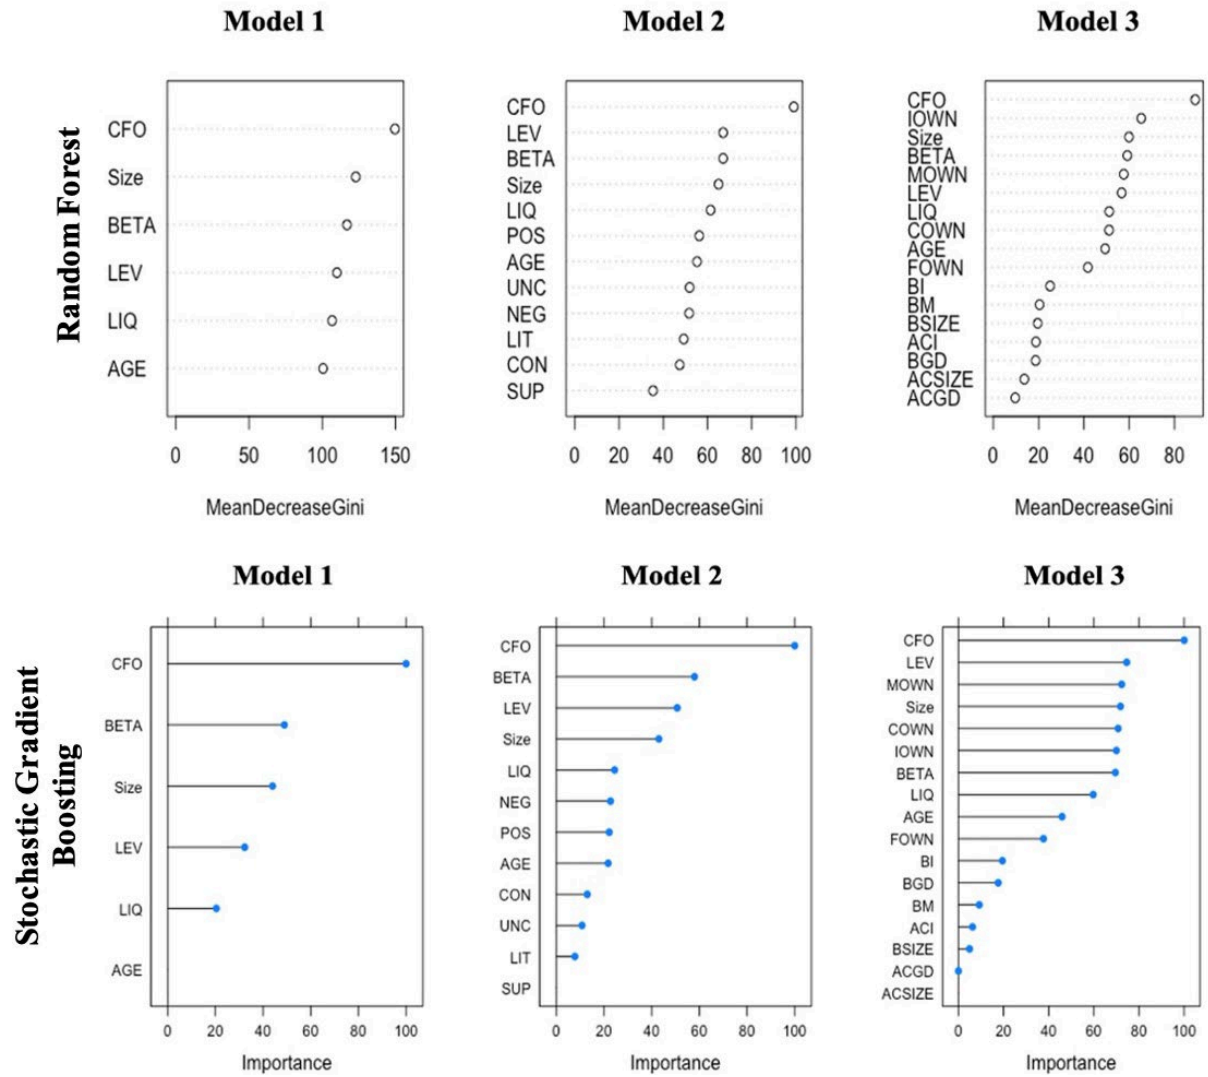 Model 1
Model 2
Model 3
Random Forest
CFO
Size
BETA
LEV
LIQ
AGE
0 50 100 150
MeanDecreaseGini
CFO
LEV
BETA
Size
LIQ
POS
AGE
UNC
NEG
LIT
CON
SUP
0 20 40 60 80 100
MeanDecreaseGini
CFO
IOWN
Size
BETA
MOWN
LEV
LIQ
COWN
AGE
FOWN
BI
BM
BSIZE
ACI
BGD
ACSIZE
ACGD
0 20 40 60 80
MeanDecreaseGini
Model 1
Model 2
Model 3
Stochastic Gradient
Boosting
CFO
BETA
Size
LEV
LIQ
AGE
0 20 40 60 80 100
Importance
CFO
BETA
LEV
Size
LIQ
NEG
POS
AGE
CON
UNC
LIT
SUP
0 20 40 60 80 100
Importance
CFO
LEV
MOWN
Size
COWN
IOWN
BETA
LIQ
AGE
FOWN
BI
BGD
BM
ACI
BSIZE
ACGD
ACSIZE
0 20 40 60 80 100
Importance